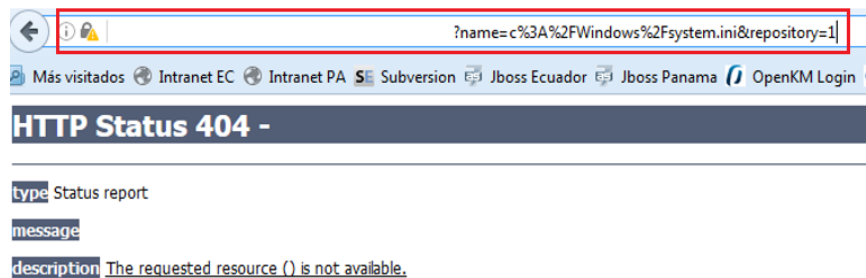 ?name=c%3A%2FWindows%2Fsystem.ini&repository=1
Más visitados Intranet EC Intranet PA SE Subversion Jboss Ecuador Jboss Panama OpenKM Login
HTTP Status 404 -
type Status report
message
description The requested resource () is not available.